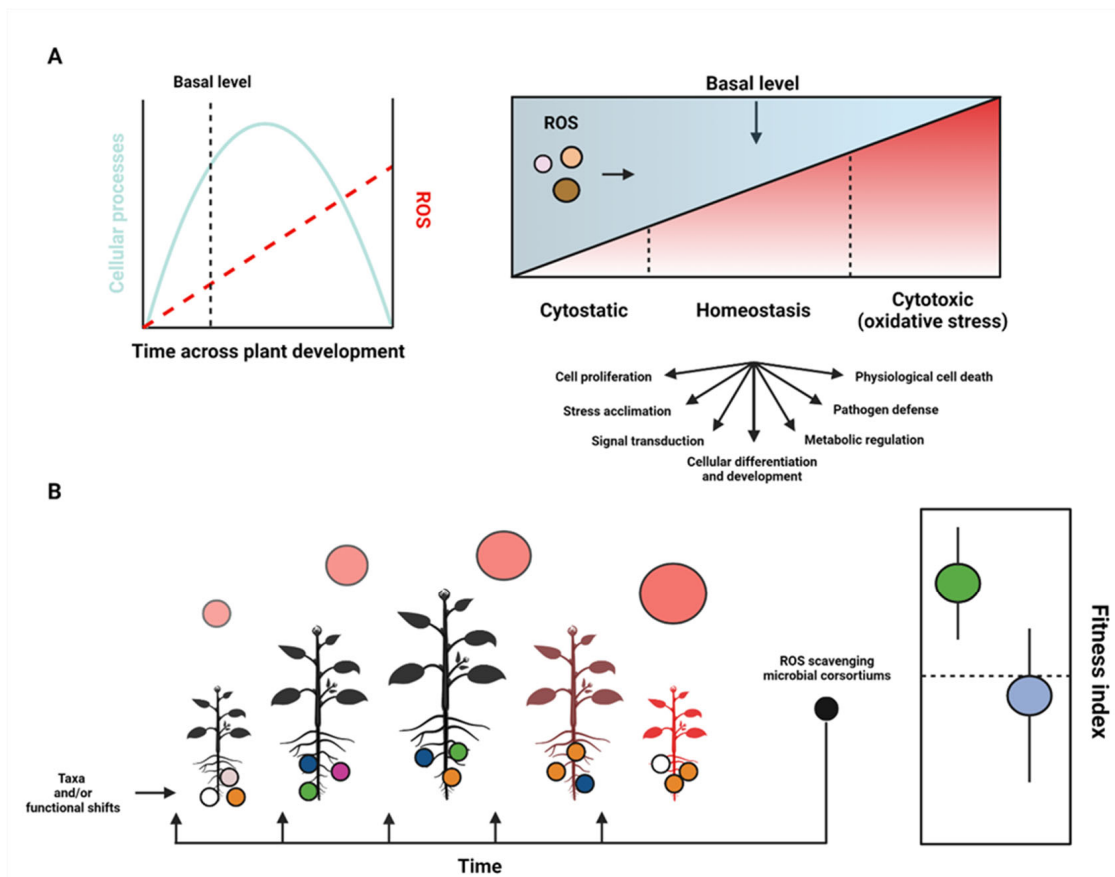 A
Basal level
Cellular processes
ROS
Time across plant development
Basal level
ROS
Cytostatic
Homeostasis
Cytotoxic
(oxidative stress)
Cell proliferation
Physiological cell death
Stress acclimation
Pathogen defense
Signal transduction
Metabolic regulation
Cellular differentiation
and development
B
ROS scavenging
microbial consortiums
Fitness index
Taxa
and/or
functional shifts
Time